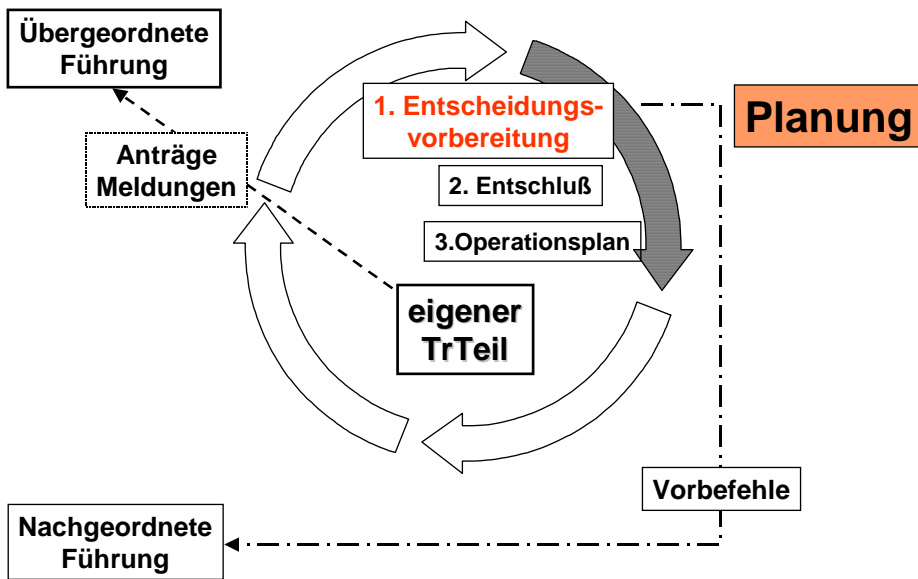 Übergeordnete
Führung
1. Entscheidungs-
vorbereitung
Planung
Anträge
Meldungen
2. Entschluß
3.Operationsplan
eigener
TrTeil
Vorbefehle
Nachgeordnete
Führung